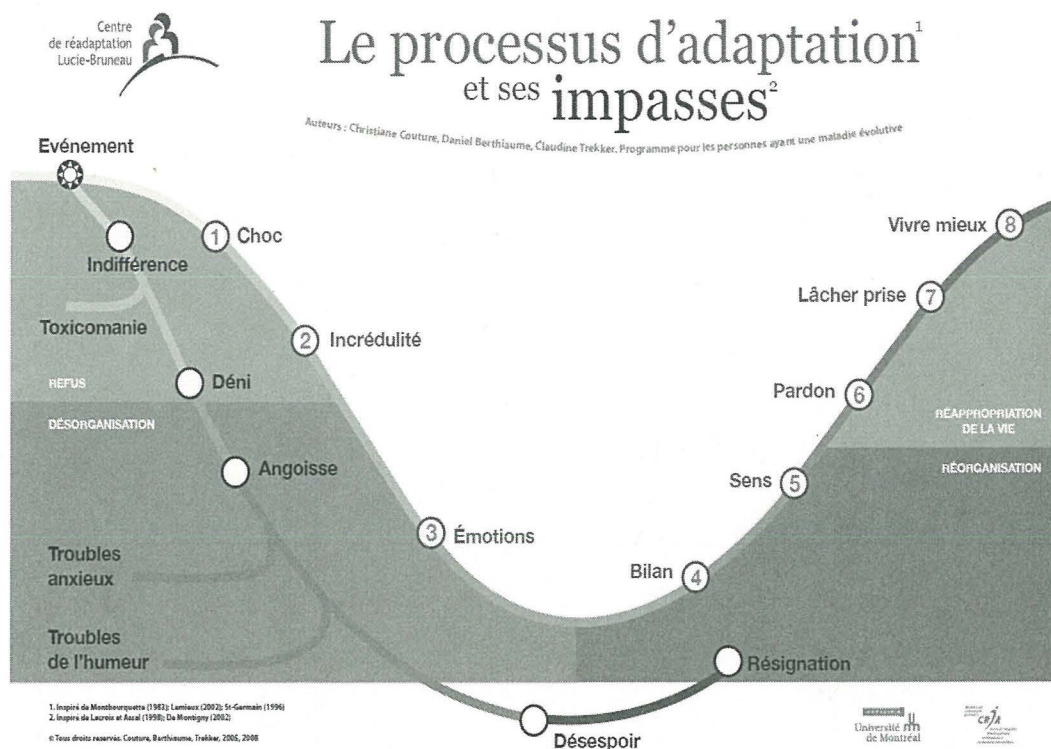 Centre
de réadaptation
Lucie-Bruneau
Le processus d'adaptation¹
et ses impasses²
Auteurs : Christiane Couture, Daniel Berthiaume, Claudine Trekker. Programme pour les personnes ayant une maladie évolutive
Evénement
Indifférence
1 Choc
Toxicomanie
2 Incrédulité
Déni
REFUS
DÉSORGANISATION
Angoisse
3 Émotions
Troubles
anxieux
Troubles
de l'humeur
Désespoir
Résignation
Bilan 4
Sens 5
Pardon 6
Lâcher prise 7
Vivre mieux 8
RÉAPPROPRIATION
DE LA VIE
RÉORGANISATION
1. Inspiré de Monbourquette (1983); Lemieux (2002); St-Germain (1996)
2. Inspiré de Lacroix et Assal (1998); De Montigny (2002)
© Tous droits reservés. Couture, Berthiaume, Trekker, 2005, 2008
Université
de Montréal
CRIR